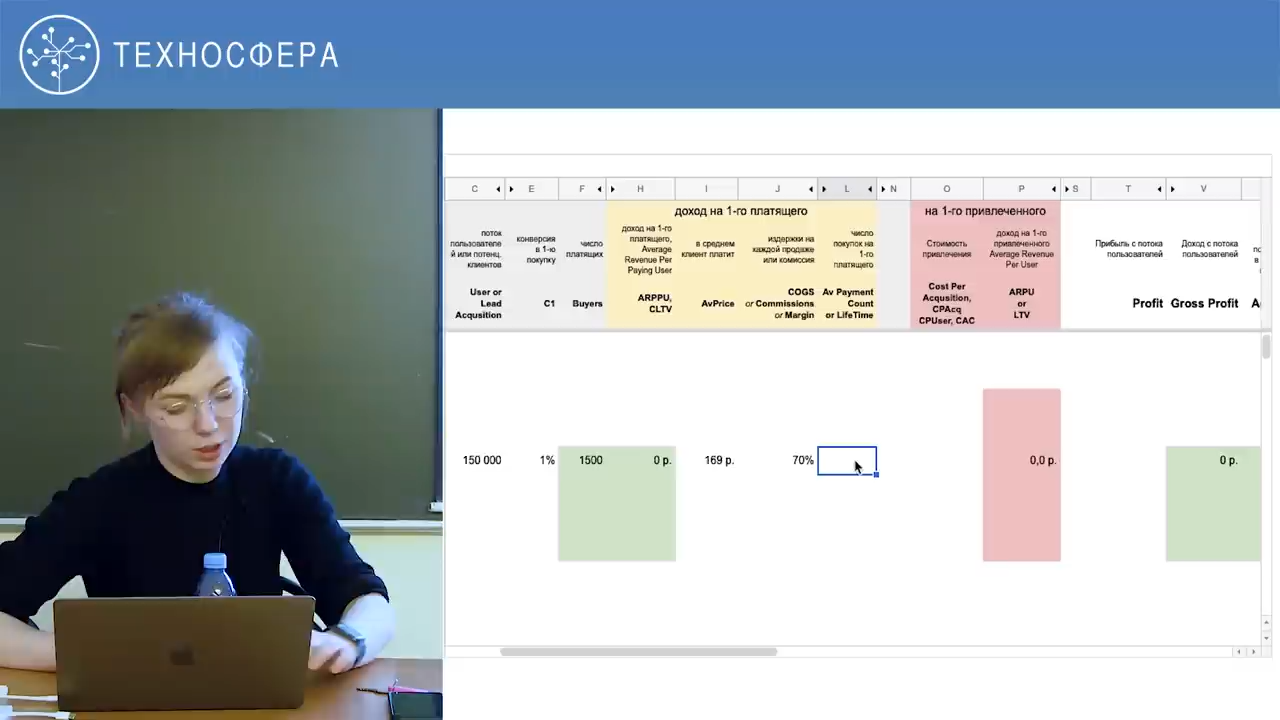 ТЕХНОСФЕРА
C E F H I J L N O P S T V
доход на 1-го платящего
на 1-го привлеченного
поток
пользователе
й или потенц.
клиентов
конверсия
в 1-ю
покупку
число
платящих
доход на 1-го
платящего,
Average
Revenue Per
Paying User
в среднем
клиент платит
издержки на
каждой продаже
или комиссия
число
покупок на
1-го
платящего
Стоимость
привлечения
доход на 1-го
привлеченного
Average Revenue
Per User
Прибыль с потока
пользователей
Доход с потока
пользователей
User or
Lead
Acqusition
C1
Buyers
ARPPU,
CLTV
AvPrice
COGS
or Commissions
or Margin
Av Payment
Count
or LifeTime
Cost Per
Acqusition,
CPAcq
CPUser, CAC
ARPU
or
LTV
Profit
Gross Profit
150 000 1% 1500 0 р. 169 р. 70% 0,0 р. 0 р.